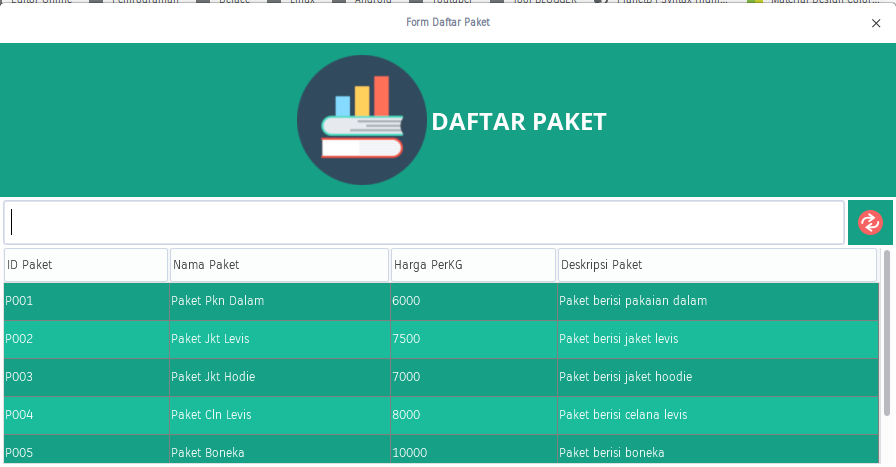 Form Daftar Paket
DAFTAR PAKET
ID Paket Nama Paket Harga PerKG Deskripsi Paket
P001 Paket Pkn Dalam 6000 Paket berisi pakaian dalam
P002 Paket Jkt Levis 7500 Paket berisi jaket levis
P003 Paket Jkt Hodie 7000 Paket berisi jaket hoodie
P004 Paket Cln Levis 8000 Paket berisi celana levis
P005 Paket Boneka 10000 Paket berisi boneka